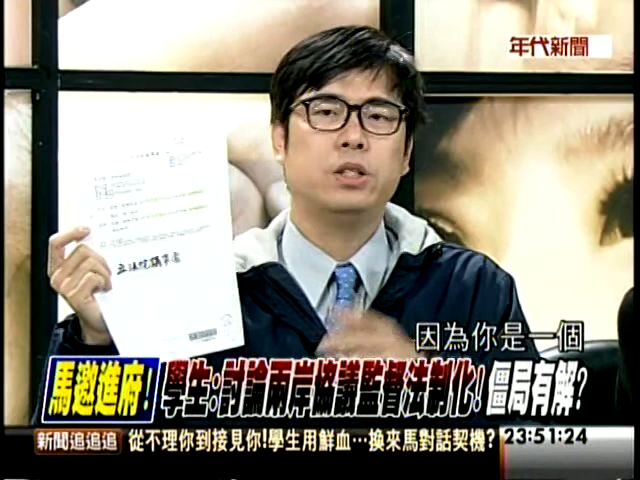 年代新聞
立法院議事處
因為你是一個
馬邀進府! 學生:討論兩岸協議監督法制化!僵局有解?
新聞追追追 從不理你到接見你!學生用鮮血…換來馬對話契機? 23:51:24